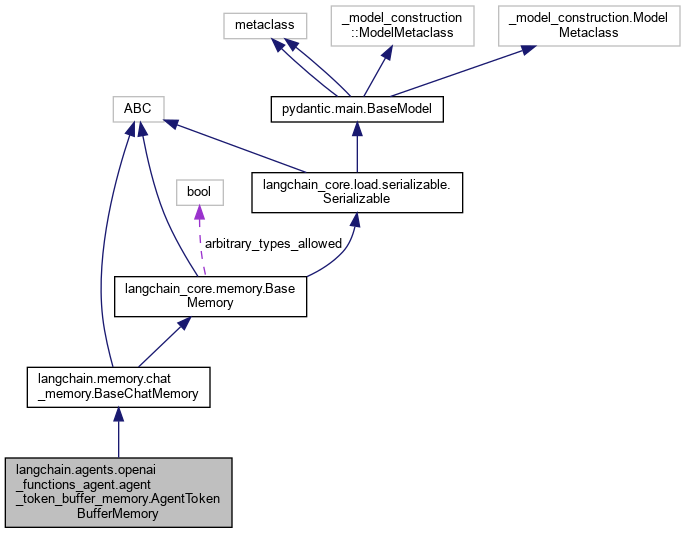 metaclass
_model_construction
::ModelMetaclass
_model_construction.Model
Metaclass
ABC
pydantic.main.BaseModel
bool
langchain_core.load.serializable.
Serializable
arbitrary_types_allowed
langchain_core.memory.Base
Memory
langchain.memory.chat
_memory.BaseChatMemory
langchain.agents.openai
_functions_agent.agent
_token_buffer_memory.AgentToken
BufferMemory